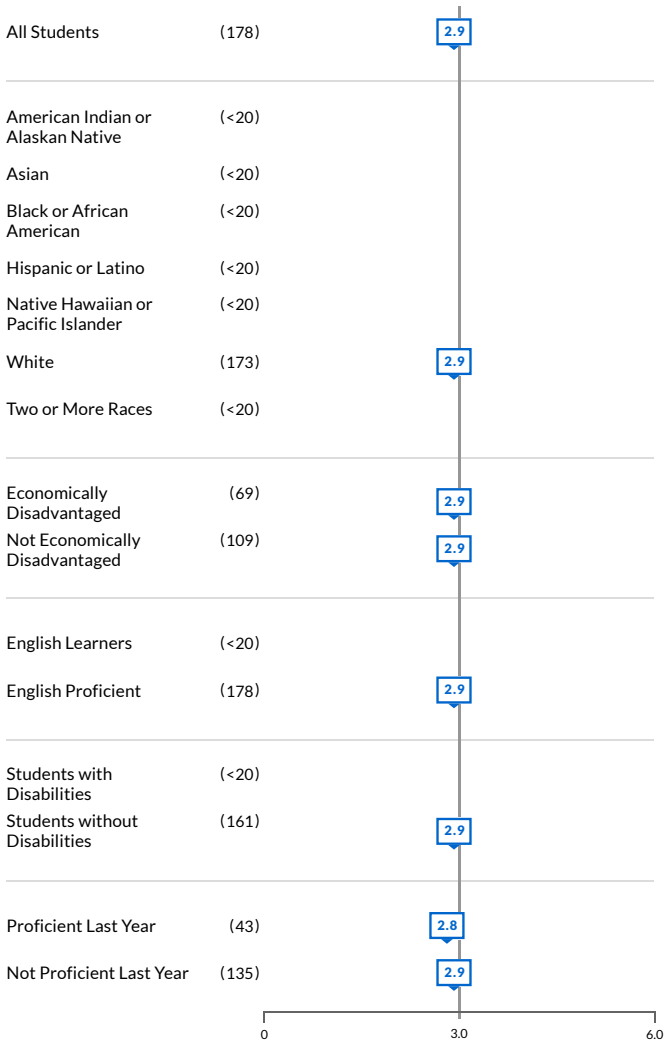 All Students (178) 2.9
American Indian or (<20)
Alaskan Native
Asian (<20)
Black or African (<20)
American
Hispanic or Latino (<20)
Native Hawaiian or (<20)
Pacific Islander
White (173) 2.9
Two or More Races (<20)
Economically (69) 2.9
Disadvantaged
Not Economically (109) 2.9
Disadvantaged
English Learners (<20)
English Proficient (178) 2.9
Students with (<20)
Disabilities
Students without (161) 2.9
Disabilities
Proficient Last Year (43) 2.8
Not Proficient Last Year (135) 2.9
0 3.0 6.0